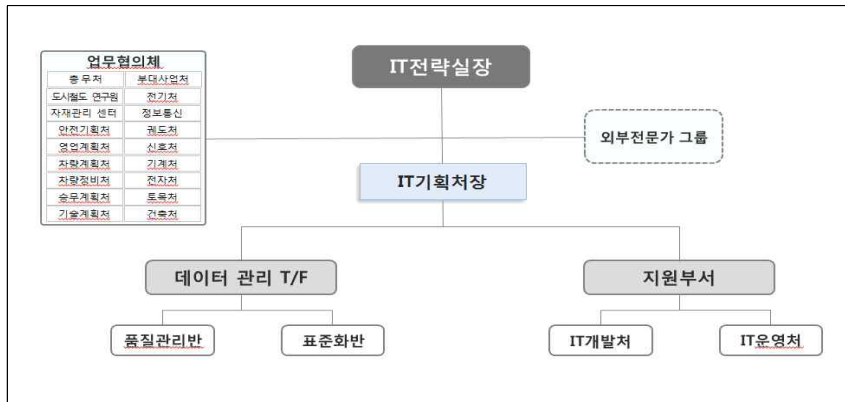 업무협의체
총무처 부대사업처
도시철도 연구원 전기처
자재관리 센터 정보통신
안전기획처 궤도처
영업계획처 신호처
차량계획처 기계처
차량정비처 전자처
승무계획처 토목처
기술계획처 건축처
IT전략실장
외부전문가 그룹
IT기획처장
데이터 관리 T/F
지원부서
품질관리반
표준화반
IT개발처
IT운영처